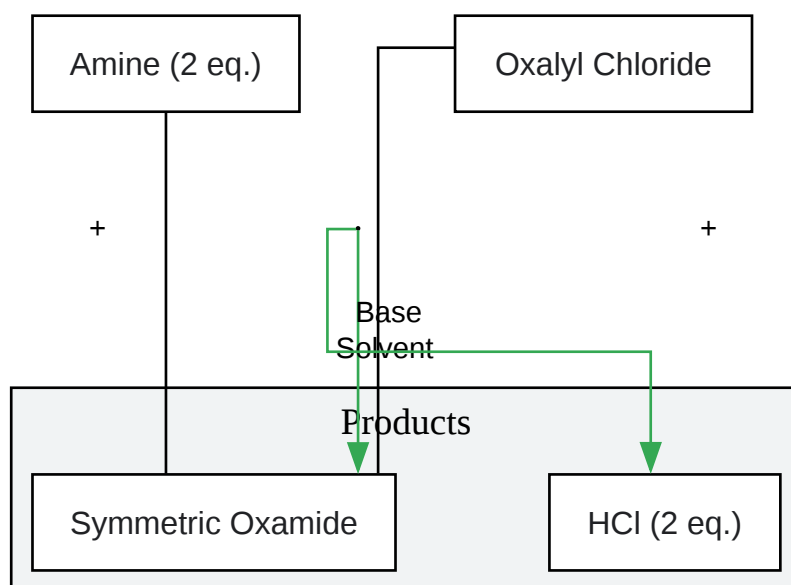 Amine (2 eq.)
Oxalyl Chloride
+
+
Base
Solvent
Products
Symmetric Oxamide
HCl (2 eq.)